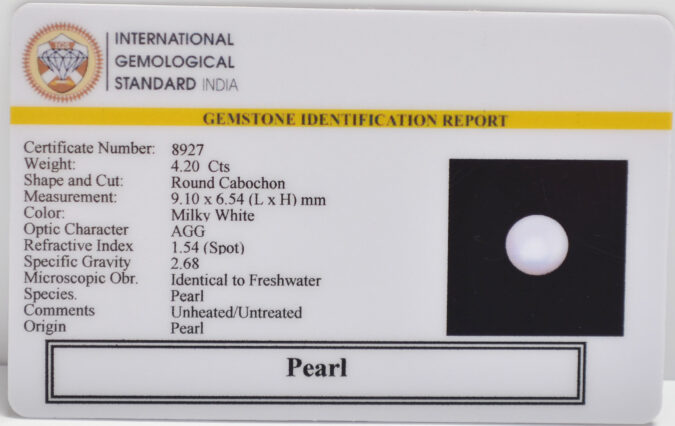 INTERNATIONAL
GEMOLOGICAL
STANDARD INDIA
GEMSTONE IDENTIFICATION REPORT
Certificate Number: 8927
Weight: 4.20 Cts
Shape and Cut: Round Cabochon
Measurement: 9.10 x 6.54 (L x H) mm
Color: Milky White
Optic Character AGG
Refractive Index 1.54 (Spot)
Specific Gravity 2.68
Microscopic Obr. Identical to Freshwater
Species. Pearl
Comments Unheated/Untreated
Origin Pearl
Pearl